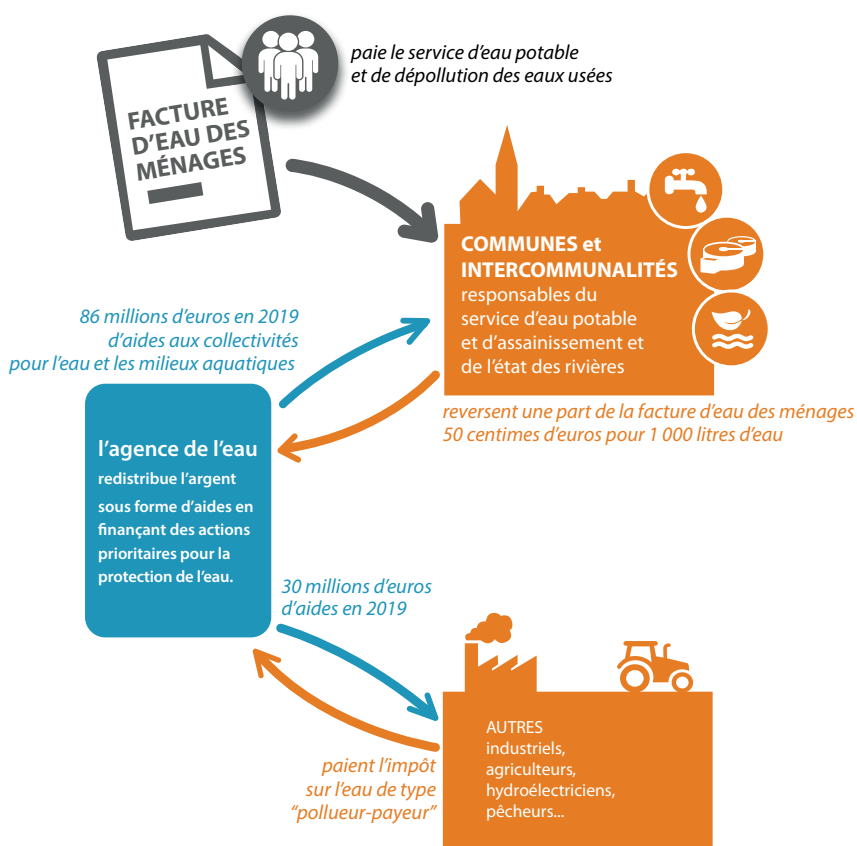 paie le service d'eau potable
et de dépollution des eaux usées
FACTURE
D'EAU DES
MÉNAGES
COMMUNES et
INTERCOMMUNALITÉS
responsables du
service d'eau potable
et d'assainissement et
de l'état des rivières
86 millions d'euros en 2019
d'aides aux collectivités
pour l'eau et les milieux aquatiques
reversent une part de la facture d'eau des ménages
50 centimes d'euros pour 1 000 litres d'eau
l'agence de l'eau
redistribue l'argent
sous forme d'aides en
finançant des actions
prioritaires pour la
protection de l'eau.
30 millions d'euros
d'aides en 2019
paient l'impôt
sur l'eau de type
"pollueur-payeur"
AUTRES
industriels,
agriculteurs,
hydroélectriciens,
pêcheurs...